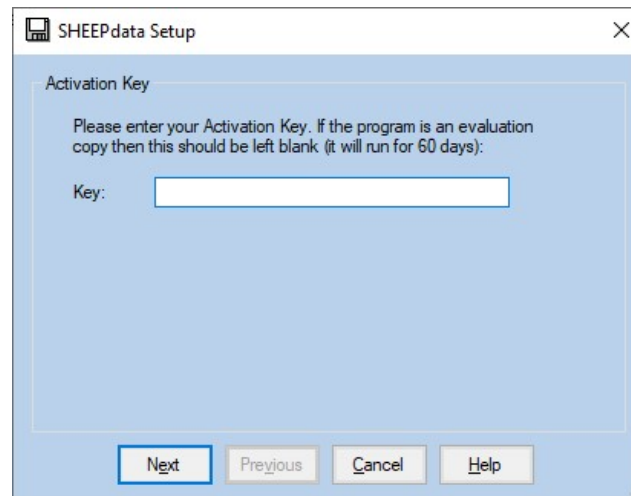 SHEEPdata Setup
Activation Key
Please enter your Activation Key. If the program is an evaluation
copy then this should be left blank (it will run for 60 days):
Key:
Next Previous Cancel Help